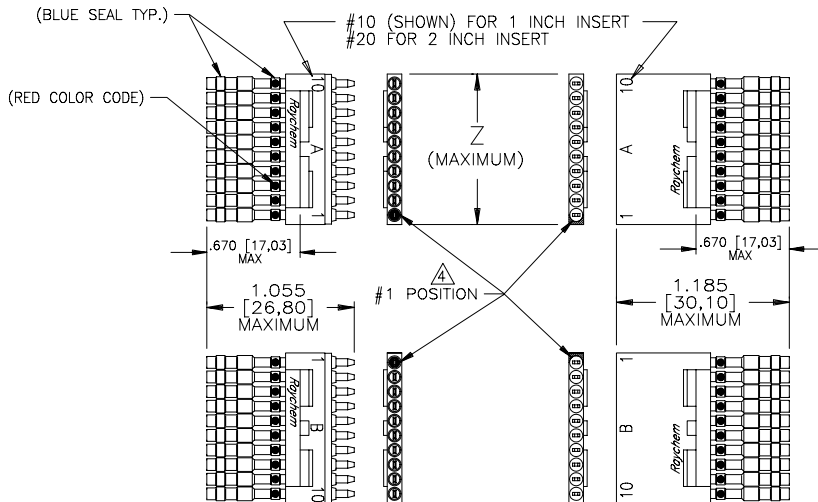 (BLUE SEAL TYP.)
#10 (SHOWN) FOR 1 INCH INSERT
#20 FOR 2 INCH INSERT
(RED COLOR CODE)
10
Raychem
A
1
Z
(MAXIMUM)
10
A
Raychem
1
.670 [17,03]
MAX
.670 [17,03]
MAX
4
#1 POSITION
1.055
[26,80]
MAXIMUM
1.185
[30,10]
MAXIMUM
1
Raychem
B
10
1
B
Raychem
10